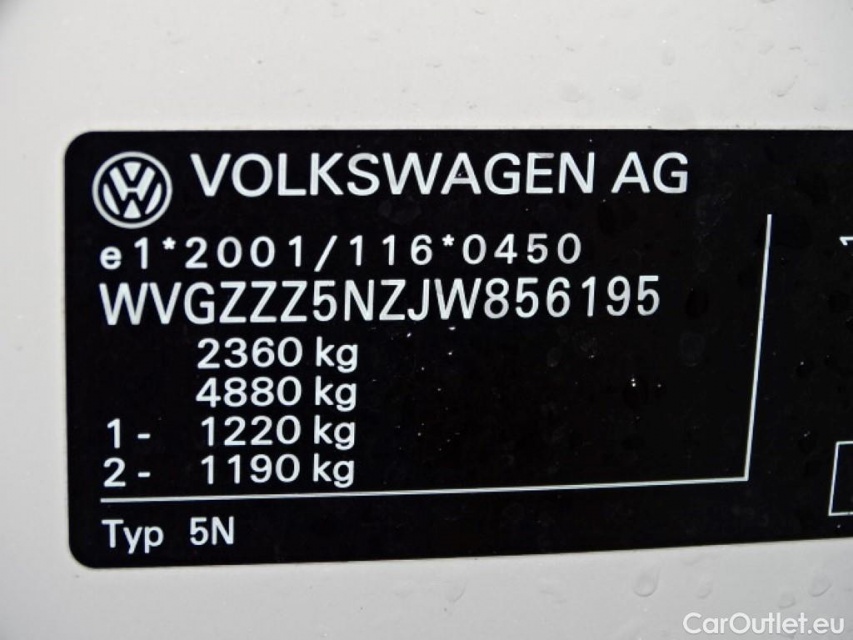 VOLKSWAGEN AG
e1*2001/116*0450
WVGZZZ5NZJW856195
2360 kg
4880 kg
1- 1220 kg
2- 1190 kg
Typ 5N
1
CarOutlet.eu